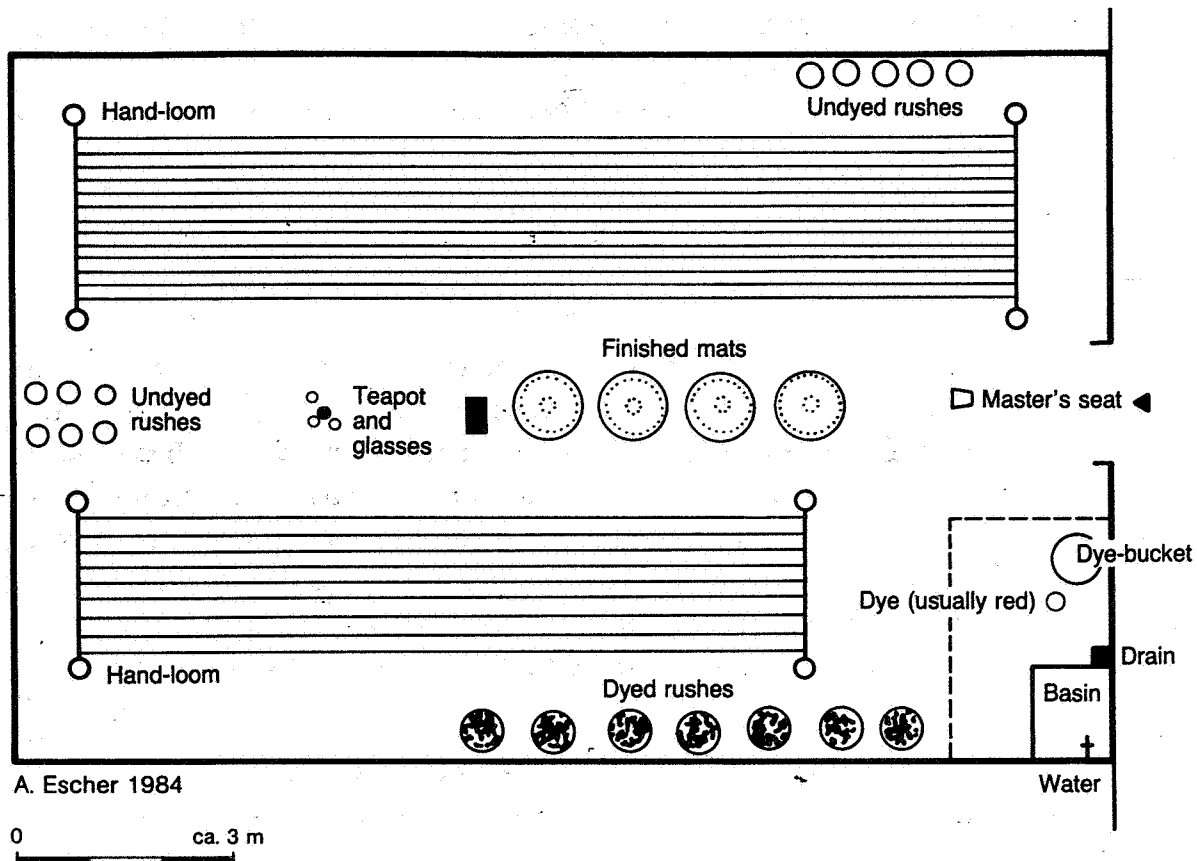 Hand-loom
Undyed rushes
Finished mats
Undyed
rushes
Teapot
and
glasses
Master's seat
Dye-bucket
Dye (usually red)
Drain
Hand-loom
Dyed rushes
Basin
A. Escher 1984
Water
0 ca. 3 m